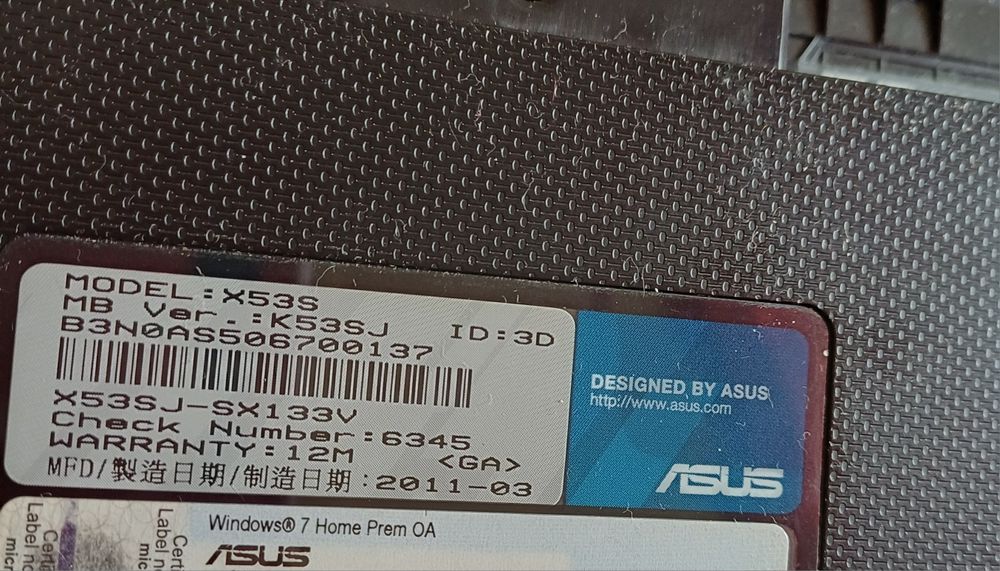 MODEL:X53S
MB Ver.:K53SJ ID:3D
B3N0AS506700137
X53SJ-SX133V
Check Number:6345
WARRANTY:12M <GA>
MFD/製造日期/制造日期:2011-03
DESIGNED BY ASUS
http://www.asus.com
ASUS
Windows® 7 Home Prem OA
ASUS